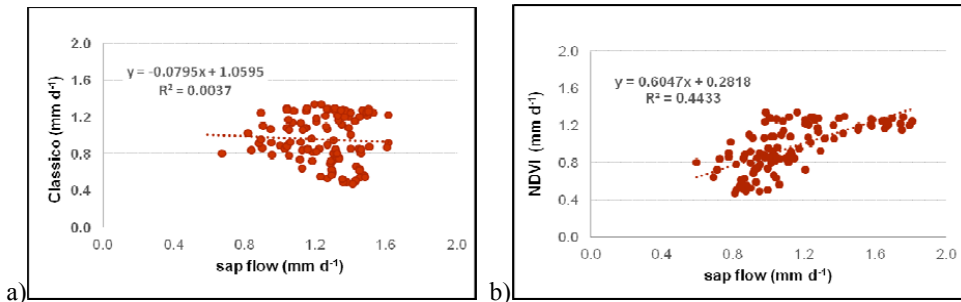 a)
Classico (mm d⁻¹)
2.0
1.6
1.2
0.8
0.4
0.0
y = -0.0795x + 1.0595
R² = 0.0037
0.0 0.4 0.8 1.2 1.6 2.0
sap flow (mm d⁻¹)
b)
NDVI (mm d⁻¹)
2.0
1.6
1.2
0.8
0.4
0.0
y = 0.6047x + 0.2818
R² = 0.4433
0.0 0.4 0.8 1.2 1.6 2.0
sap flow (mm d⁻¹)